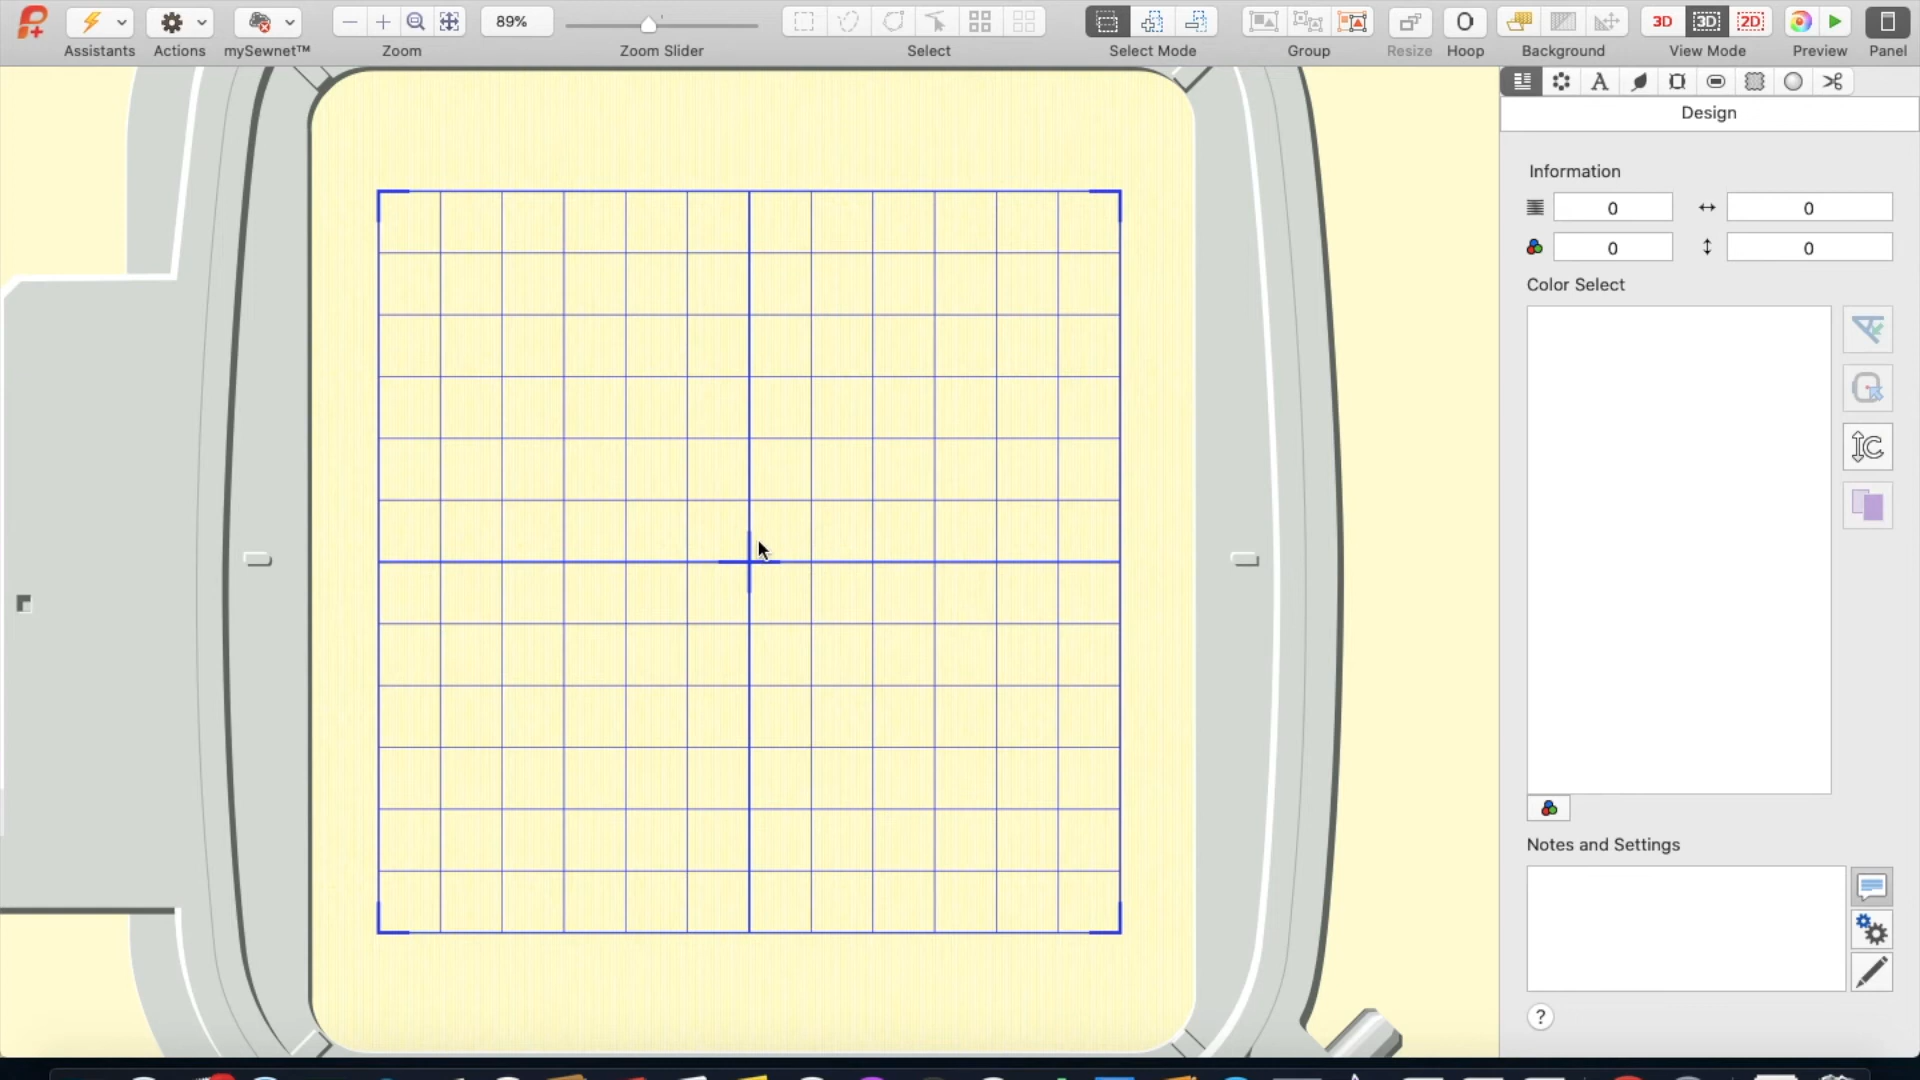 89%
Assistants Actions mySewnet™ Zoom Zoom Slider Select Select Mode Group Resize Hoop Background View Mode Preview Panel
3D 3D 2D
A
Design
Information
0 0
0 0
Color Select
C
Notes and Settings
?